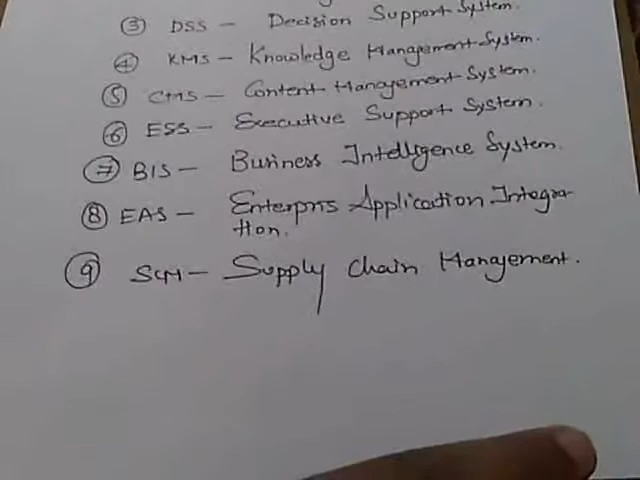 ③ DSS - Decision Support System.
④ KMS - Knowledge Management System.
⑤ CMS - Content Management System.
⑥ ESS - Executive Support System.
⑦ BIS - Business Intelligence System.
⑧ EAS - Enterpris Application Integra-
tion.
⑨ SCM - Supply Chain Management.